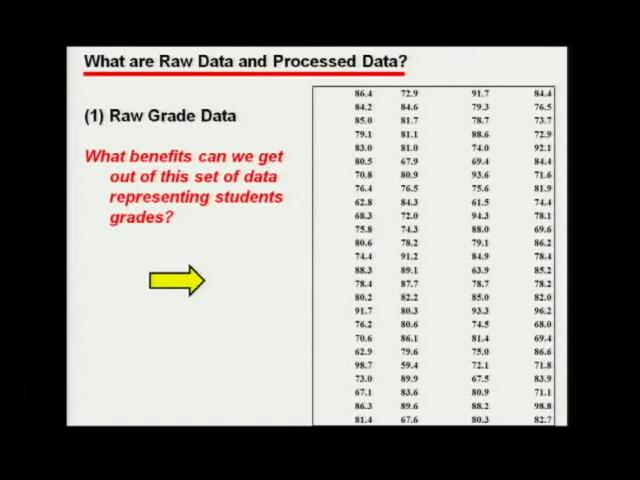 What are Raw Data and Processed Data?
(1) Raw Grade Data
What benefits can we get
out of this set of data
representing students
grades?
86.4 72.9 91.7 84.4
84.2 84.6 79.3 76.5
85.0 81.7 78.7 73.7
79.1 81.1 88.6 72.9
83.0 81.0 74.0 92.1
80.5 67.9 69.4 84.4
70.8 80.9 93.6 71.6
76.4 76.5 75.6 81.9
62.8 84.3 61.5 74.4
68.3 72.0 94.3 78.1
75.8 74.3 88.0 69.6
80.6 78.2 79.1 86.2
74.4 91.2 84.9 78.4
88.3 89.1 63.9 85.2
78.4 87.7 78.7 78.2
80.2 82.2 85.0 82.0
91.7 80.3 93.3 96.2
76.2 80.6 74.5 68.0
70.6 86.1 81.4 69.4
62.9 79.6 75.0 86.6
98.7 59.4 72.1 71.8
73.0 89.9 67.5 83.9
67.1 83.6 80.9 71.1
86.3 89.6 88.2 98.8
81.4 67.6 80.3 82.7